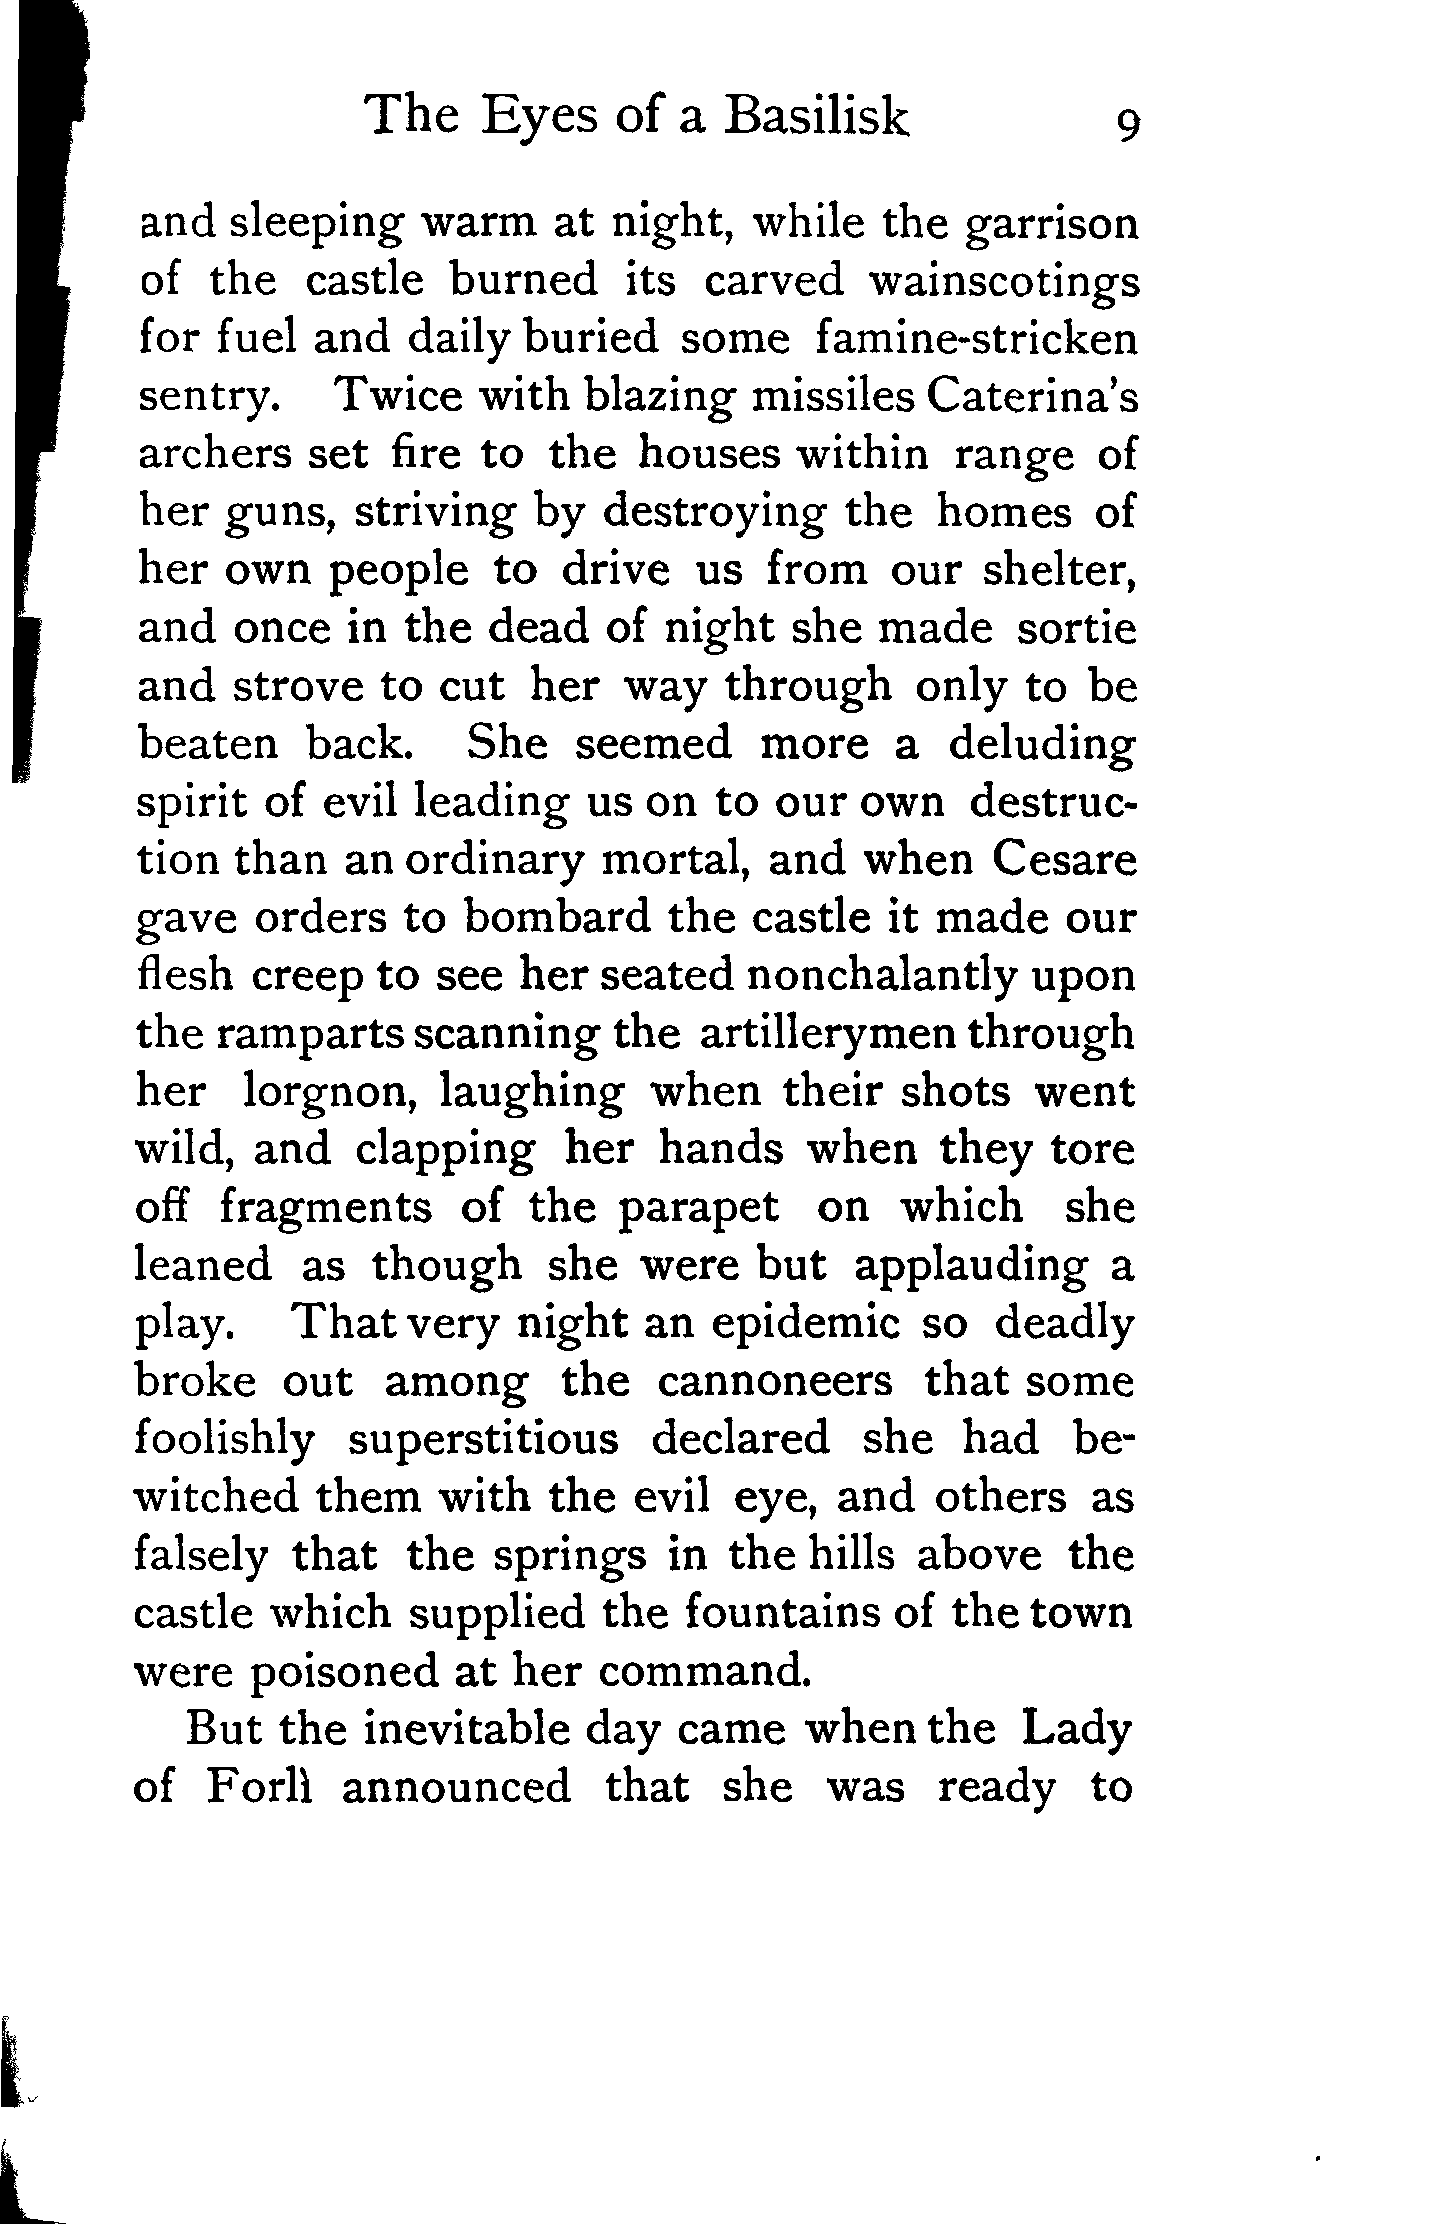 The Eyes of a Basilisk 9
and sleeping warm at night, while the garrison
of the castle burned its carved wainscotings
for fuel and daily buried some famine-stricken
sentry. Twice with blazing missiles Caterina's
archers set fire to the houses within range of
her guns, striving by destroying the homes of
her own people to drive us from our shelter,
and once in the dead of night she made sortie
and strove to cut her way through only to be
beaten back. She seemed more a deluding
spirit of evil leading us on to our own destruc-
tion than an ordinary mortal, and when Cesare
gave orders to bombard the castle it made our
flesh creep to see her seated nonchalantly upon
the ramparts scanning the artillerymen through
her lorgnon, laughing when their shots went
wild, and clapping her hands when they tore
off fragments of the parapet on which she
leaned as though she were but applauding a
play. That very night an epidemic so deadly
broke out among the cannoneers that some
foolishly superstitious declared she had be-
witched them with the evil eye, and others as
falsely that the springs in the hills above the
castle which supplied the fountains of the town
were poisoned at her command.
But the inevitable day came when the Lady
of Forlì announced that she was ready to